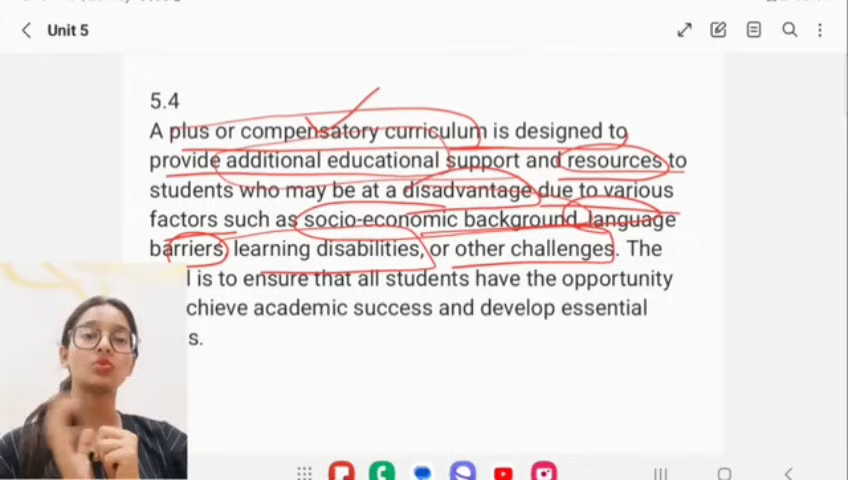 Unit 5
5.4
A plus or compensatory curriculum is designed to
provide additional educational support and resources to
students who may be at a disadvantage due to various
factors such as socio-economic background, language
barriers learning disabilities, or other challenges. The
is to ensure that all students have the opportunity
chieve academic success and develop essential
s.